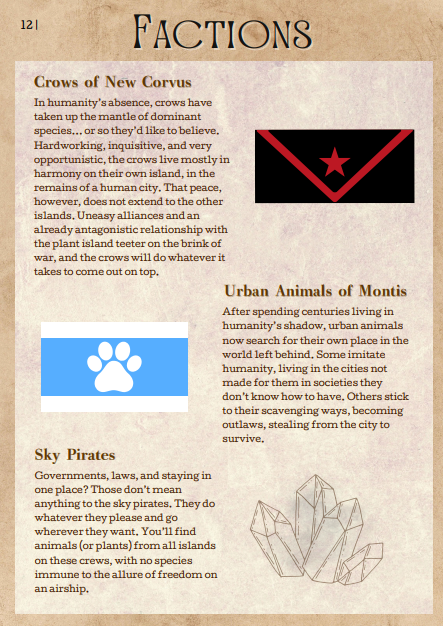 12|
FACTIONS
Crows of New Corvus
In humanity's absence, crows have
taken up the mantle of dominant
species... or so they'd like to believe.
Hardworking, inquisitive, and very
opportunistic, the crows live mostly in
harmony on their own island, in the
remains of a human city. That peace,
however, does not extend to the other
islands. Uneasy alliances and an
already antagonistic relationship with
the plant island teeter on the brink of
war, and the crows will do whatever it
takes to come out on top.
Urban Animals of Montis
After spending centuries living in
humanity's shadow, urban animals
now search for their own place in the
world left behind. Some imitate
humanity, living in the cities not
made for them in societies they
don't know how to have. Others stick
to their scavenging ways, becoming
outlaws, stealing from the city to
survive.
Sky Pirates
Governments, laws, and staying in
one place? Those don't mean
anything to the sky pirates. They do
whatever they please and go
wherever they want. You'll find
animals (or plants) from all islands
on these crews, with no species
immune to the allure of freedom on
an airship.